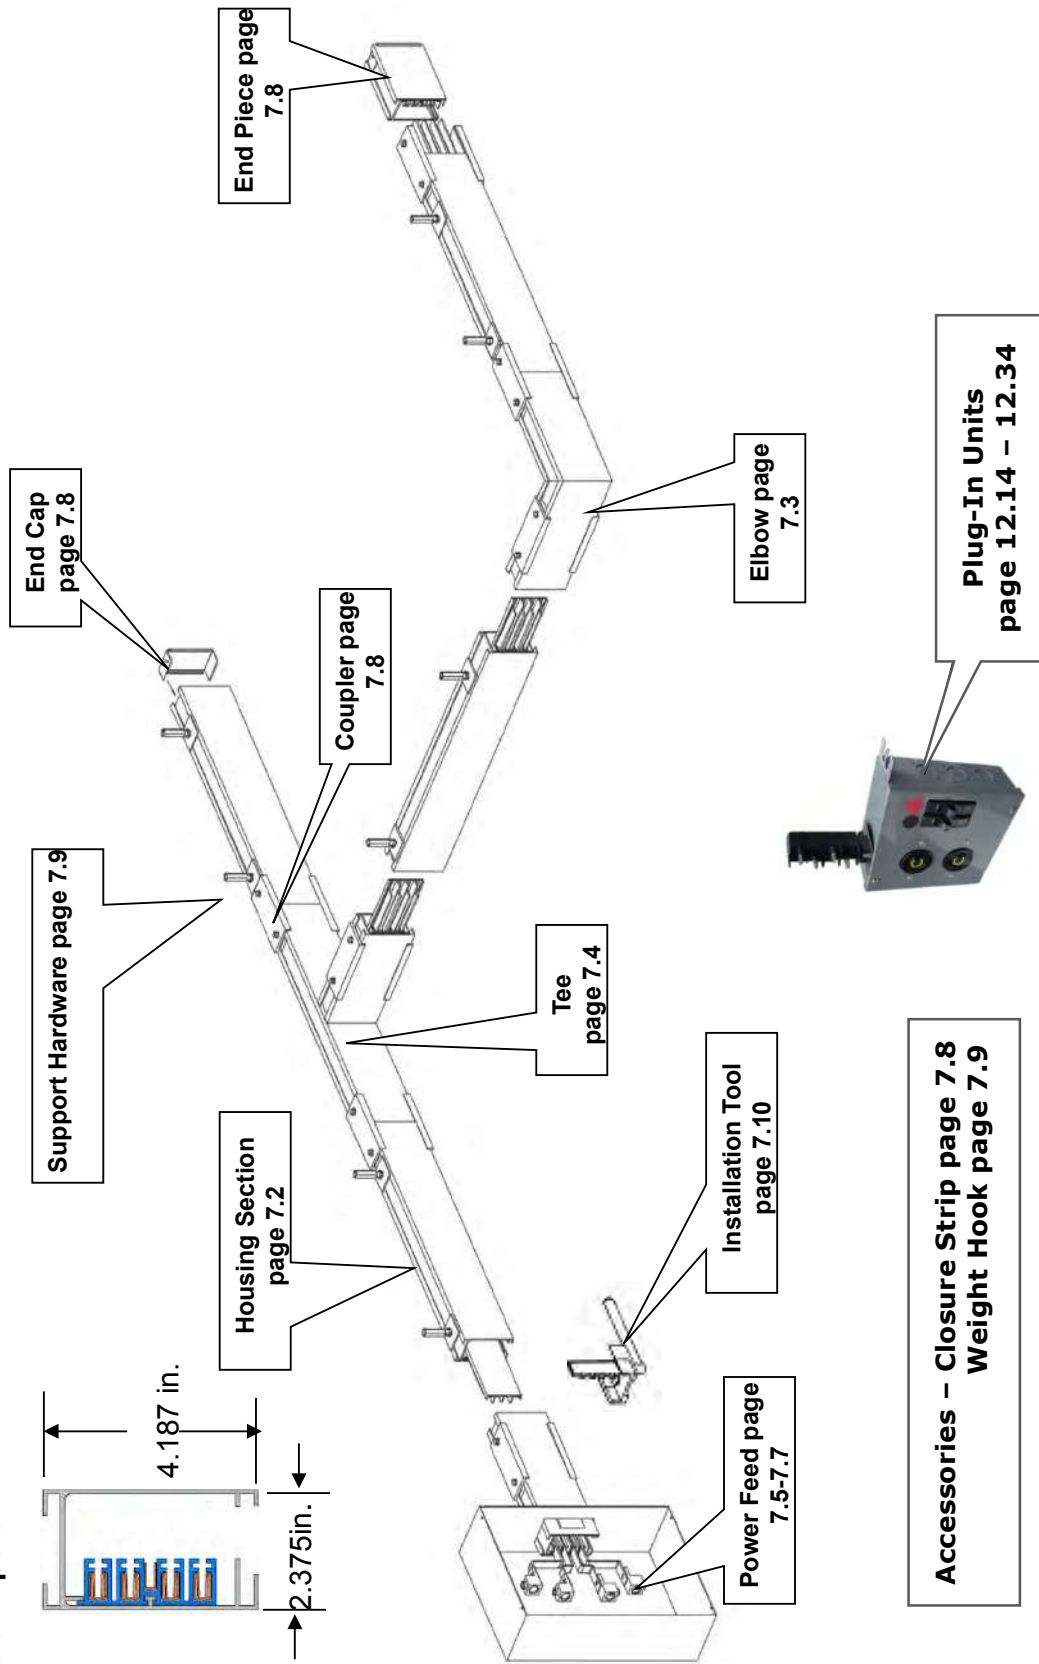 End Piece page
7.8
End Cap
page 7.8
Coupler page
7.8
Support Hardware page 7.9
Housing Section
page 7.2
4.187 in.
2.375in.
Elbow page
7.3
Tee
page 7.4
Installation Tool
page 7.10
Power Feed page
7.5-7.7
Plug-In Units
page 12.14 – 12.34
Accessories – Closure Strip page 7.8
Weight Hook page 7.9